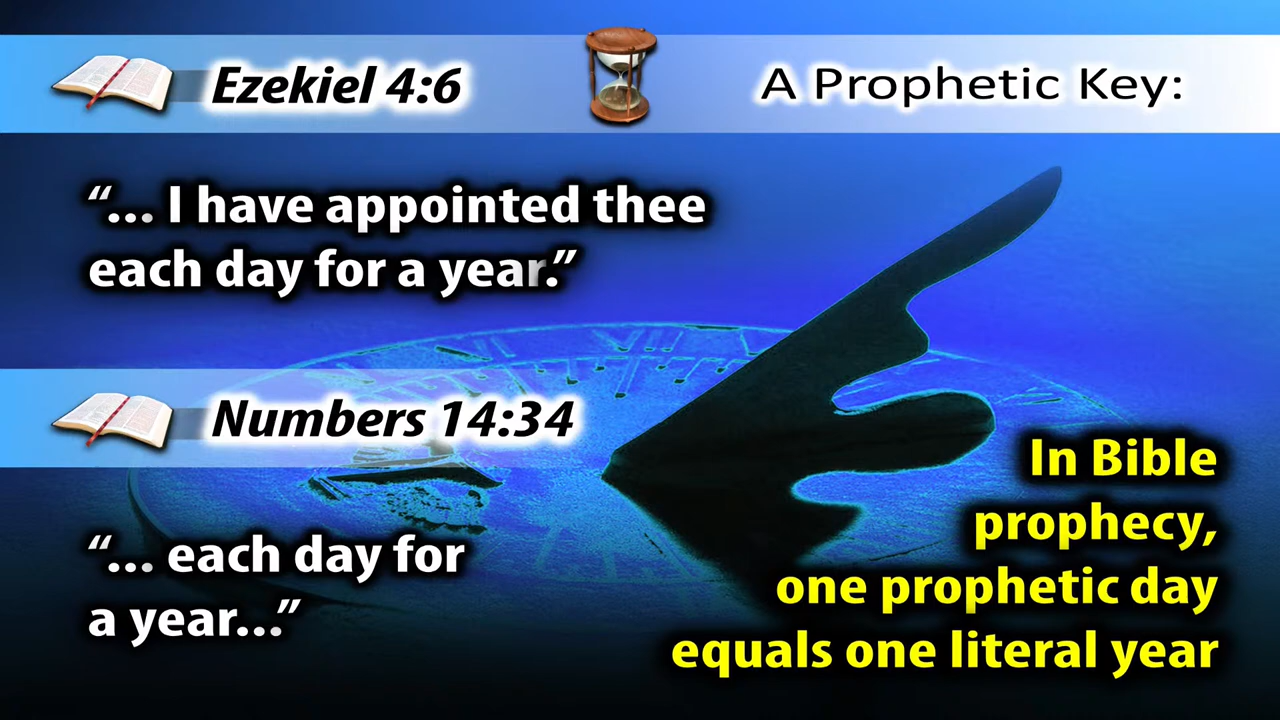 Ezekiel 4:6
A Prophetic Key:
“... I have appointed thee
each day for a year.”
Numbers 14:34
“... each day for
a year...”
In Bible
prophecy,
one prophetic day
equals one literal year